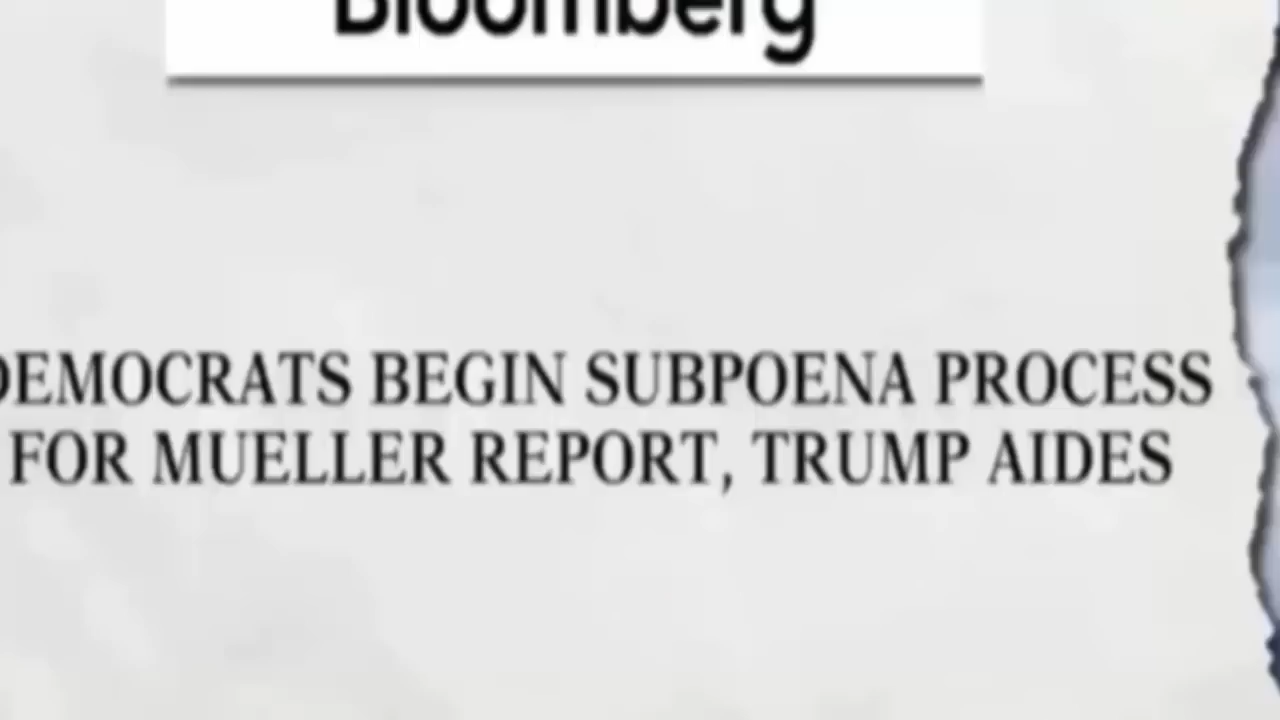 Bloomberg
DEMOCRATS BEGIN SUBPOENA PROCESS
FOR MUELLER REPORT, TRUMP AIDES